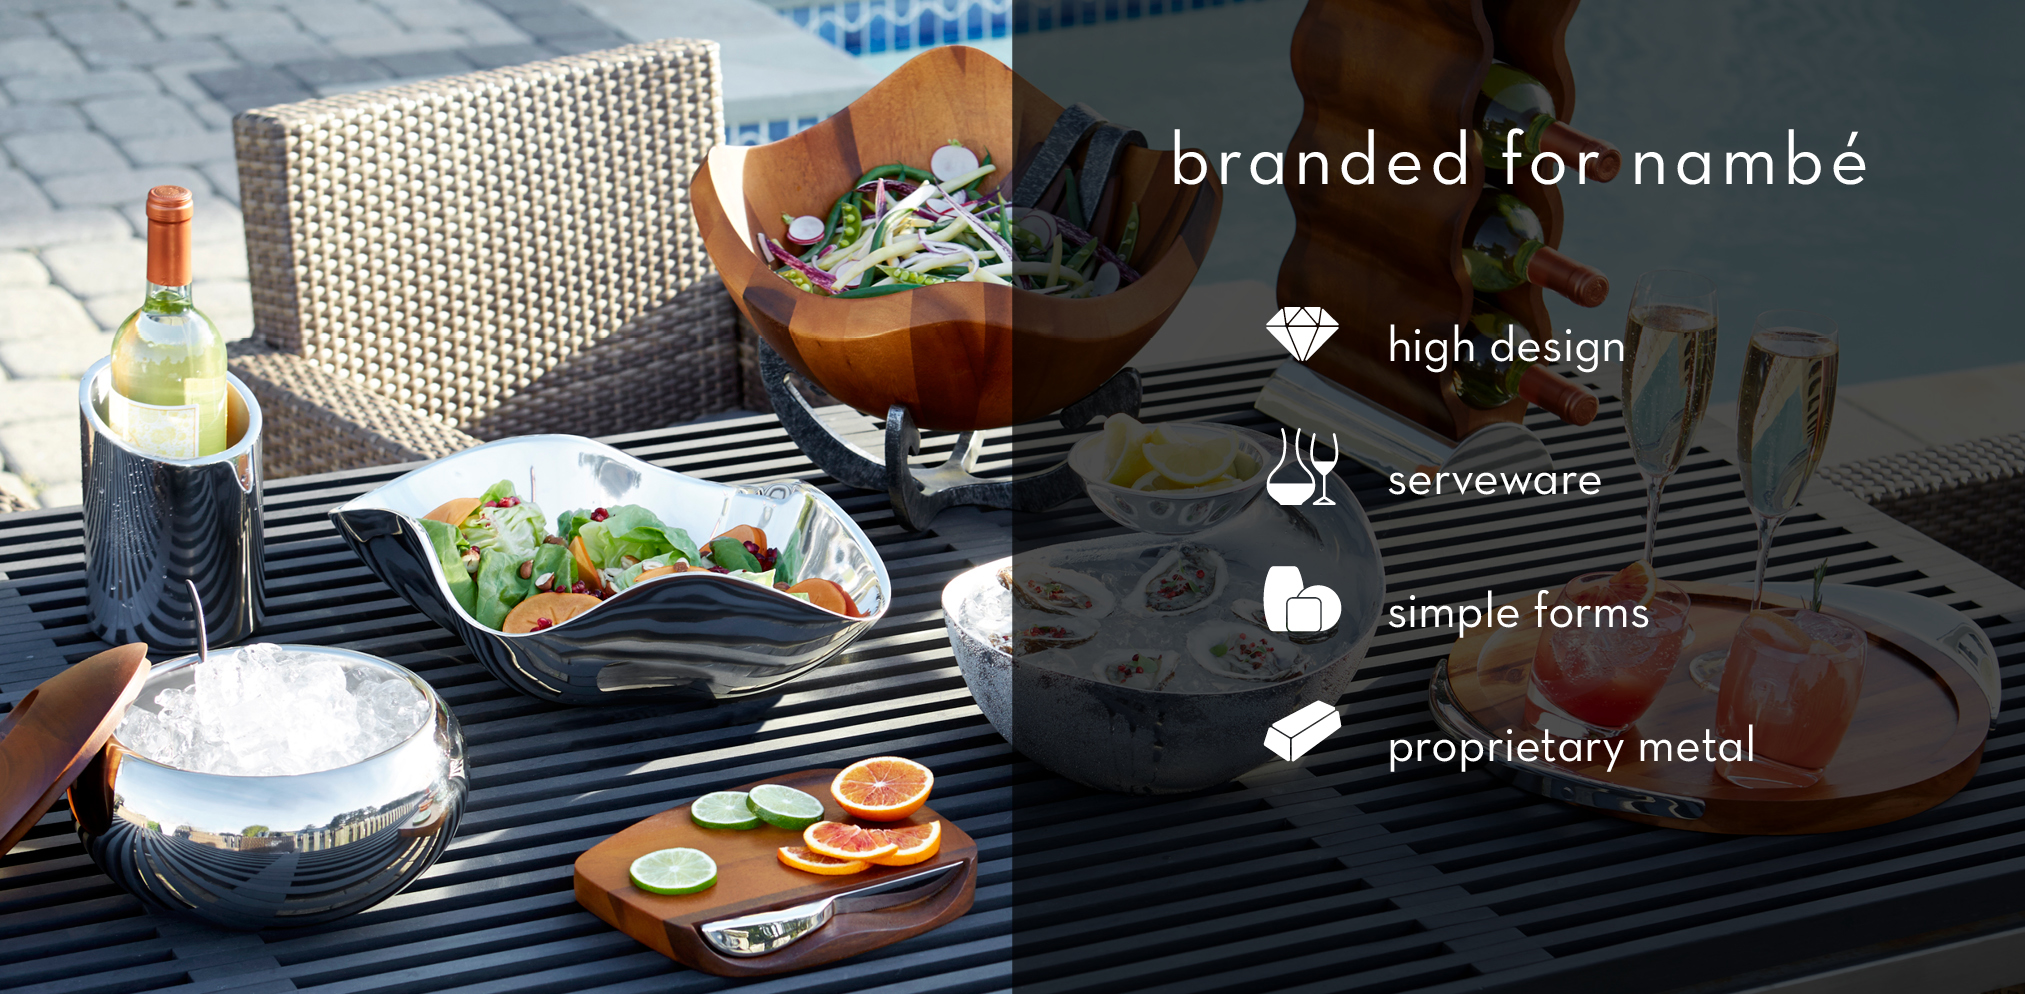 branded for nambé
high design
serveware
simple forms
proprietary metal